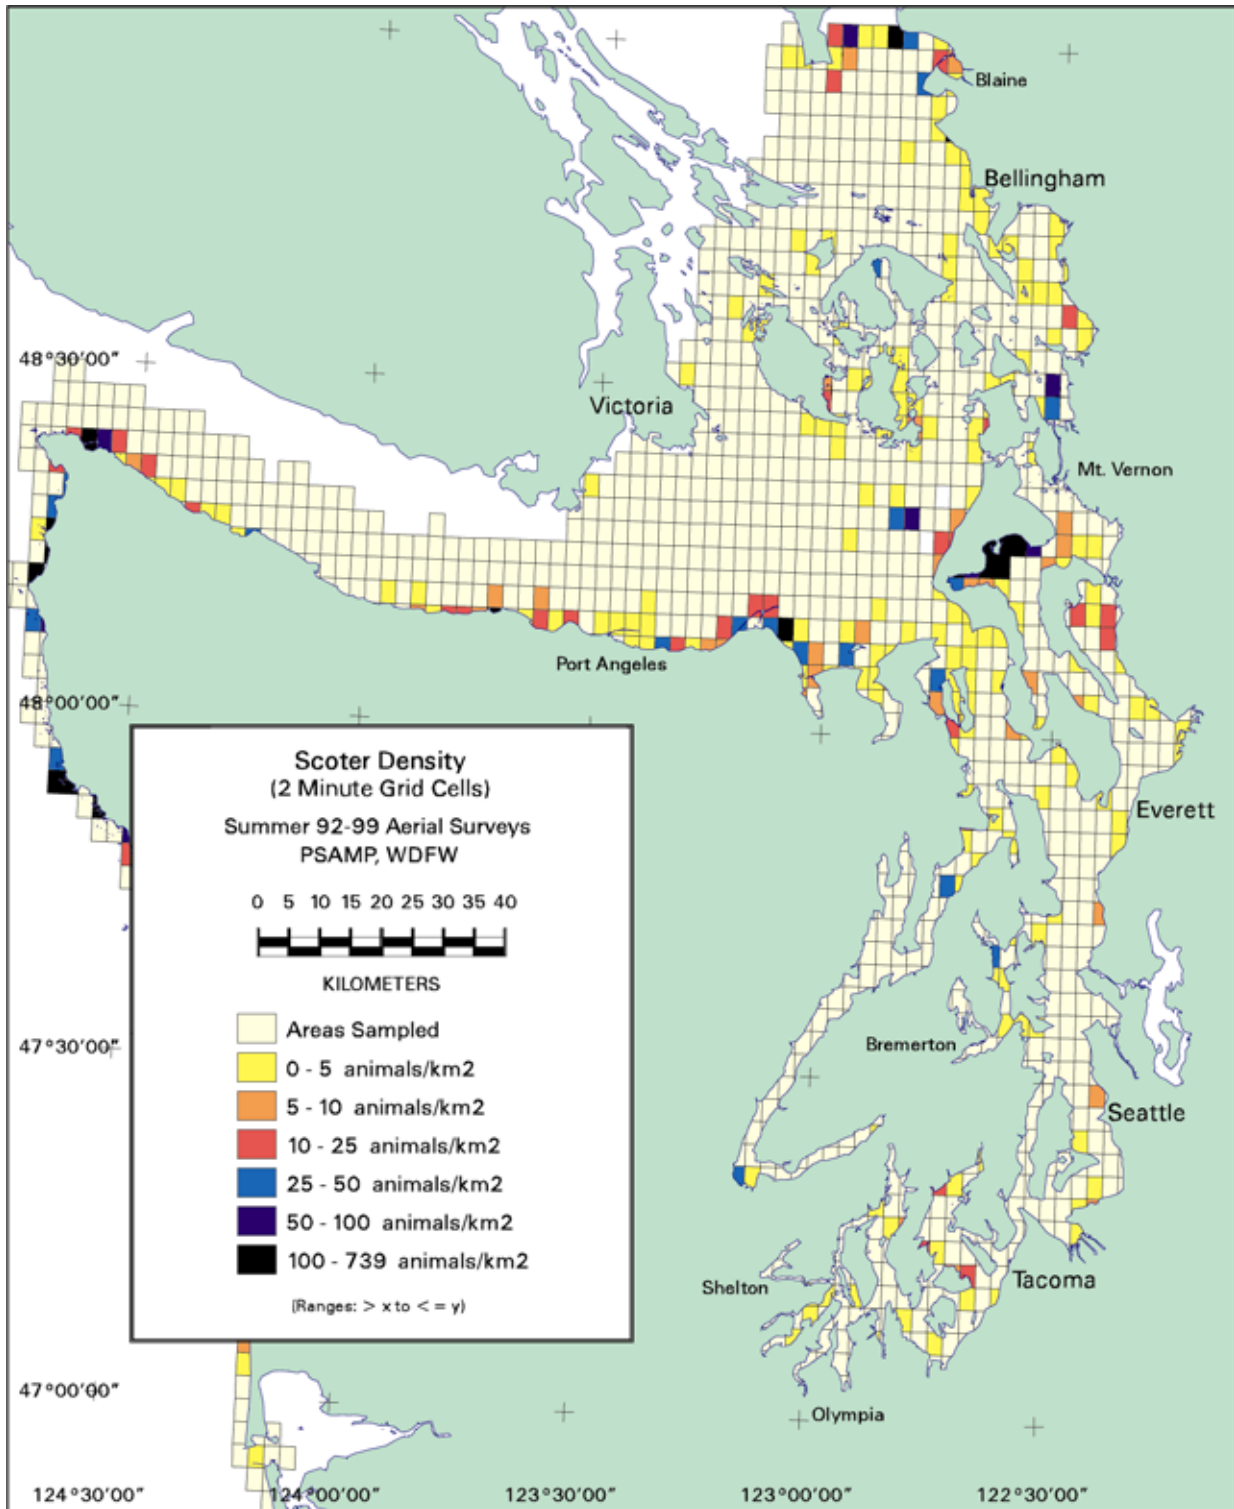 Blaine
Bellingham
48°30'00"
Victoria
Mt. Vernon
Port Angeles
48°00'00"
Scoter Density
(2 Minute Grid Cells)
Summer 92-99 Aerial Surveys
PSAMP, WDFW
0 5 10 15 20 25 30 35 40
KILOMETERS
Areas Sampled
0 - 5 animals/km2
5 - 10 animals/km2
10 - 25 animals/km2
25 - 50 animals/km2
50 - 100 animals/km2
100 - 739 animals/km2
(Ranges: > x to < = y)
Everett
47°30'00"
Bremerton
Seattle
Shelton
Tacoma
47°00'00"
Olympia
124°30'00" 124°00'00" 123°30'00" 123°00'00" 122°30'00"